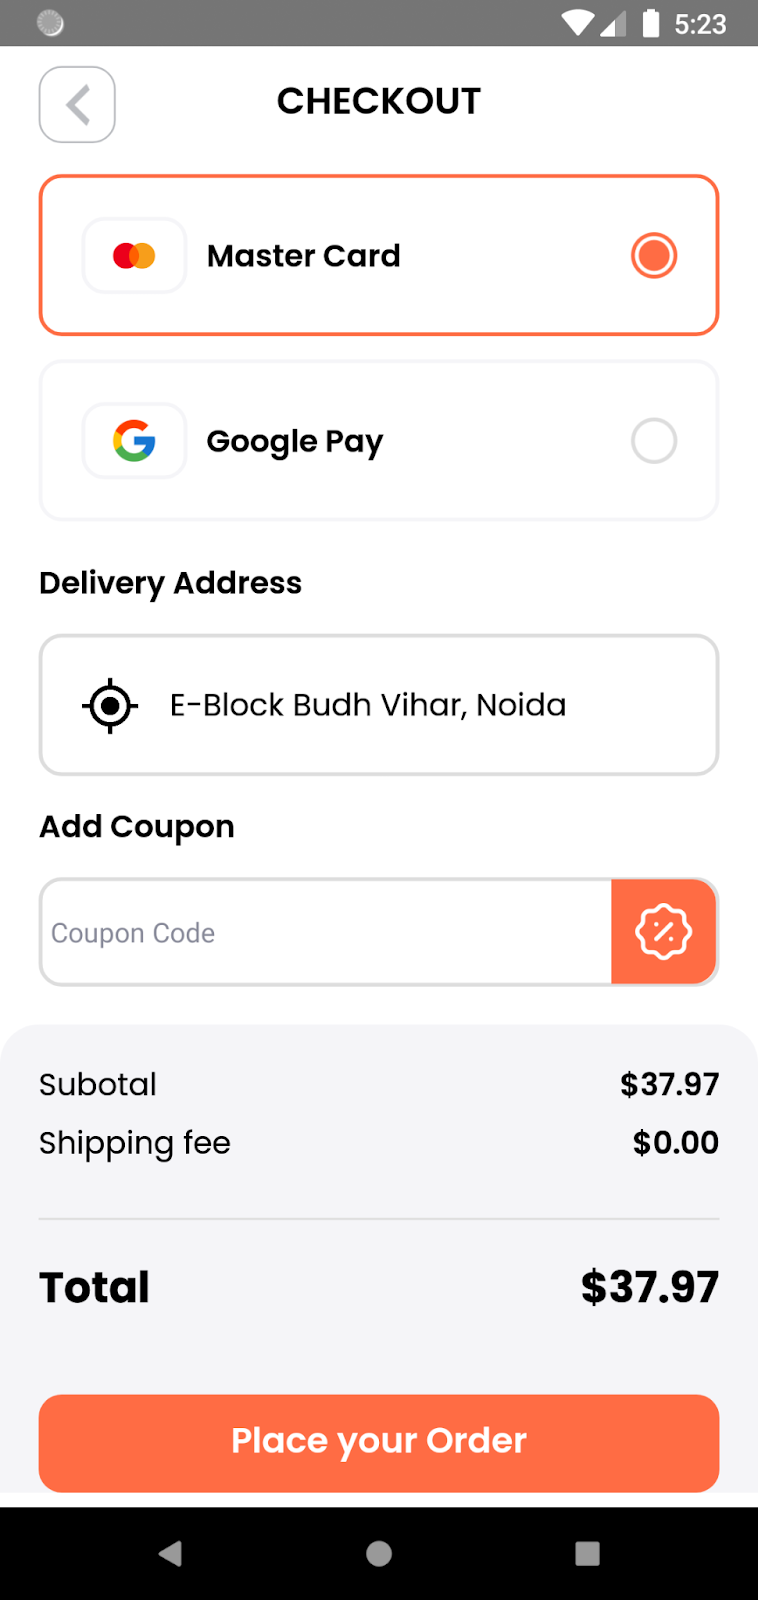 5:23
CHECKOUT
Master Card
Google Pay
Delivery Address
E-Block Budh Vihar, Noida
Add Coupon
Coupon Code
Subotal $37.97
Shipping fee $0.00
Total $37.97
Place your Order